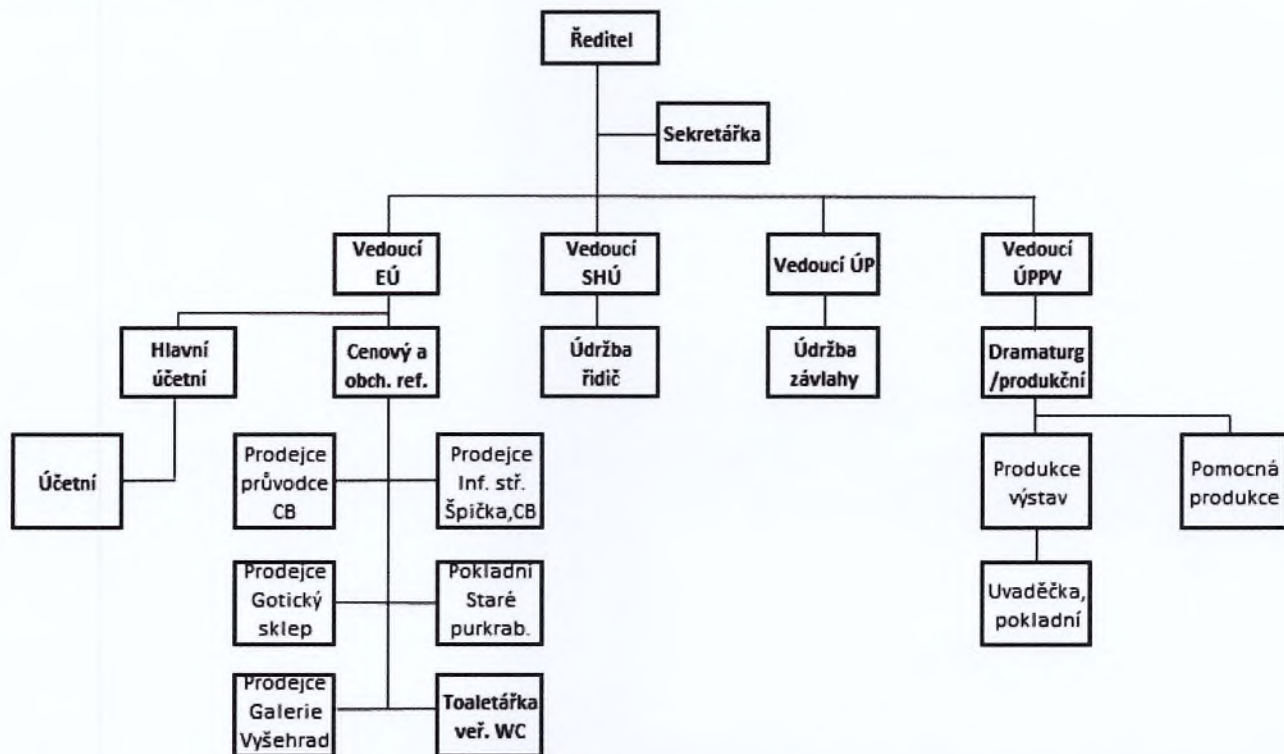 Ředitel
Sekretářka
Vedoucí
EÚ
Vedoucí
SHÚ
Vedoucí ÚP
Vedoucí
ÚPPV
Hlavní
účetní
Cenový a
obch. ref.
Údržba
řidič
Údržba
závlahy
Dramaturg
/produkční
Účetní
Prodejce
průvodce
CB
Prodejce
Inf. stř.
Špička,CB
Produkce
výstav
Pomocná
produkce
Prodejce
Gotický
sklep
Pokladní
Staré
purkrab.
Uvaděčka,
pokladní
Prodejce
Galerie
Vyšehrad
Toaletářka
veř. WC